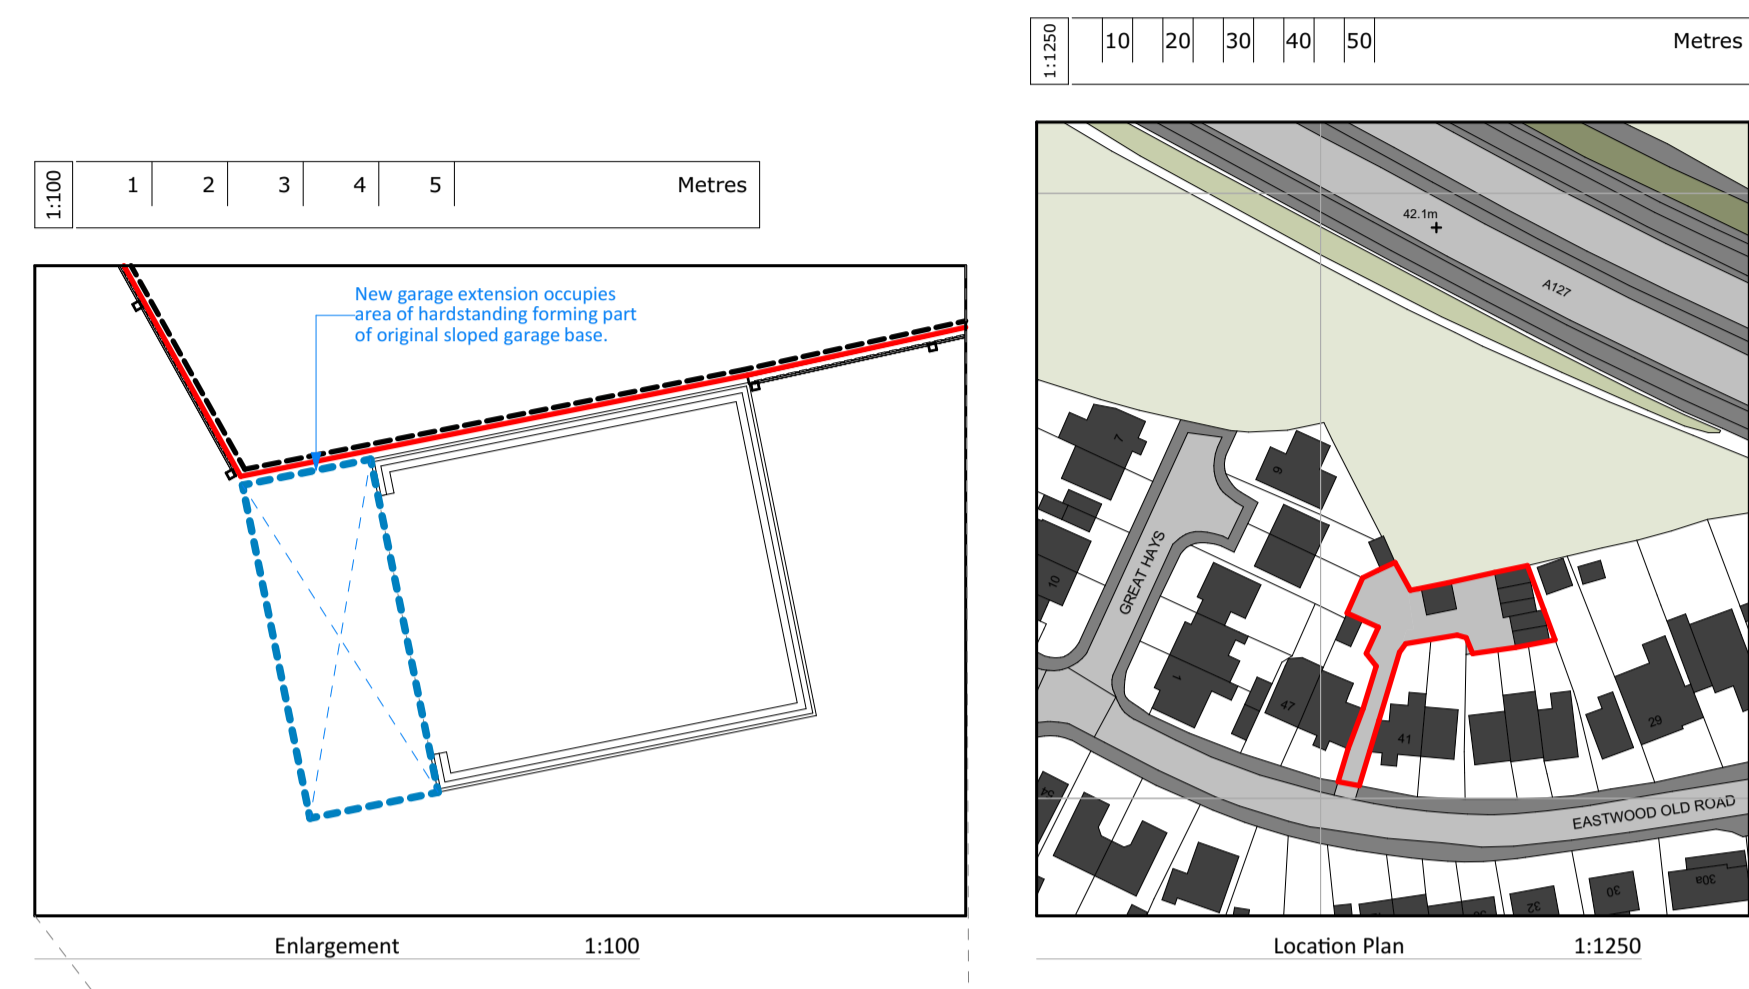 1:100
1 2 3 4 5 Metres
New garage extension occupies
area of hardstanding forming part
of original sloped garage base.
Enlargement 1:100
1:1250
10 20 30 40 50 Metres
42.1m
A127
7
9
10
GREAT HAYS
1
47
41
29
EASTWOOD OLD ROAD
34
32
30
30a
Location Plan 1:1250